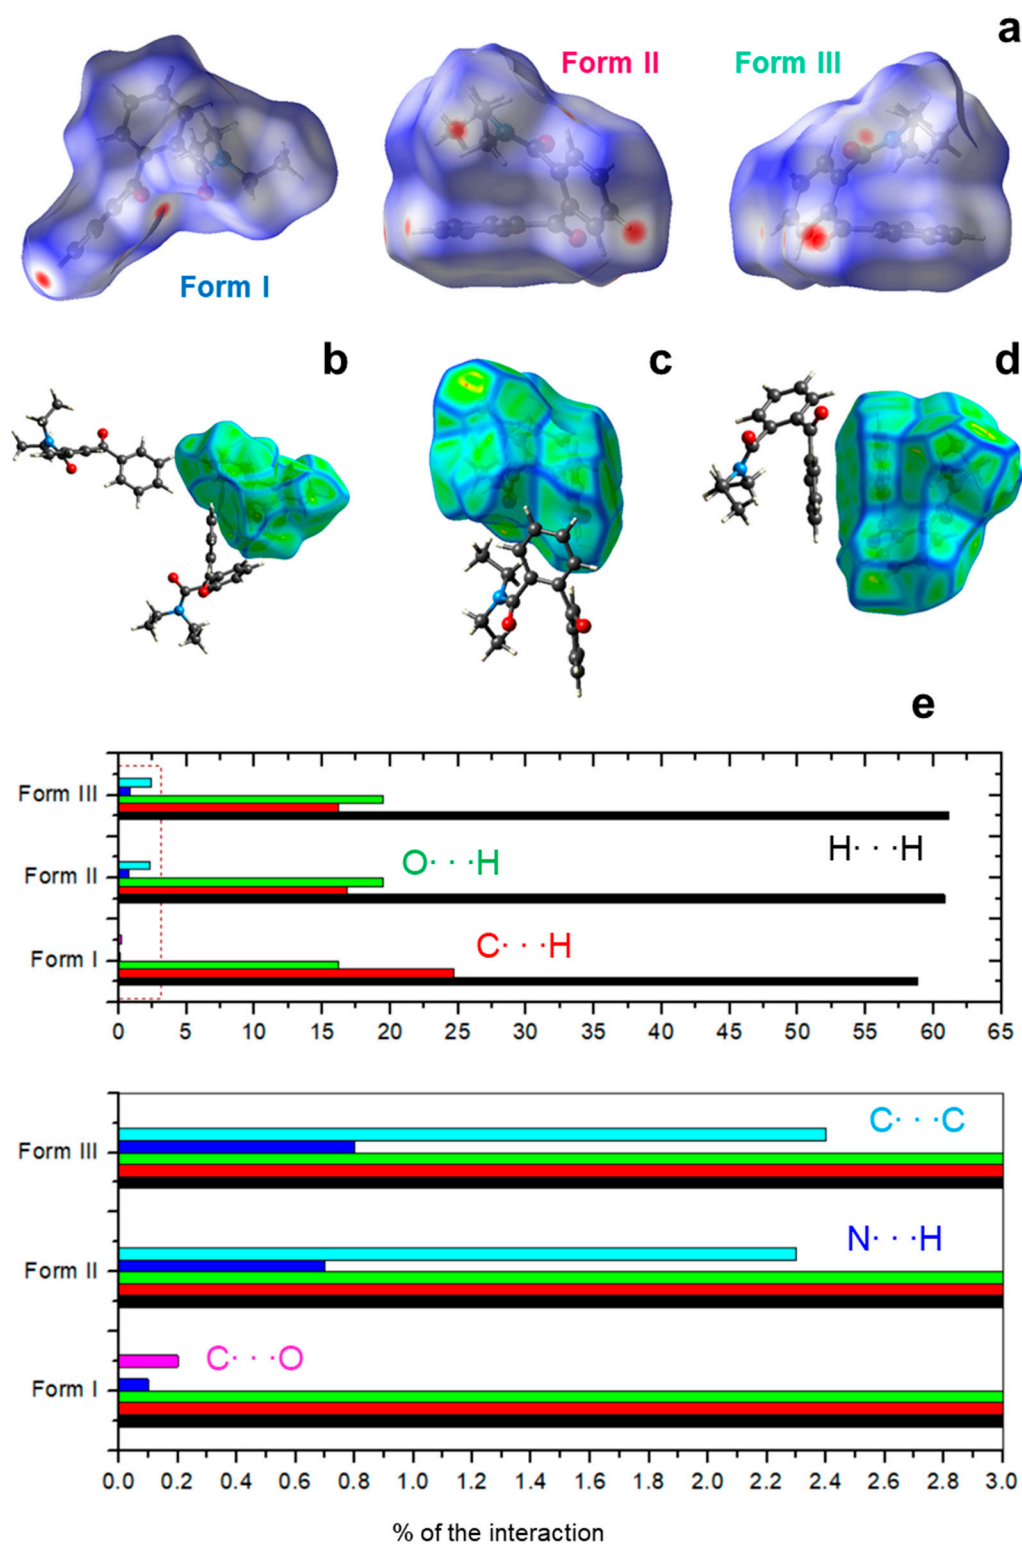 a
Form II
Form III
Form I
b
c
d
e
Form III
H· · ·H
O· · ·H
Form II
C· · ·H
Form I
0 5 10 15 20 25 30 35 40 45 50 55 60 65
C· · ·C
Form III
N· · ·H
Form II
C· · ·O
Form I
0.0 0.2 0.4 0.6 0.8 1.0 1.2 1.4 1.6 1.8 2.0 2.2 2.4 2.6 2.8 3.0
% of the interaction